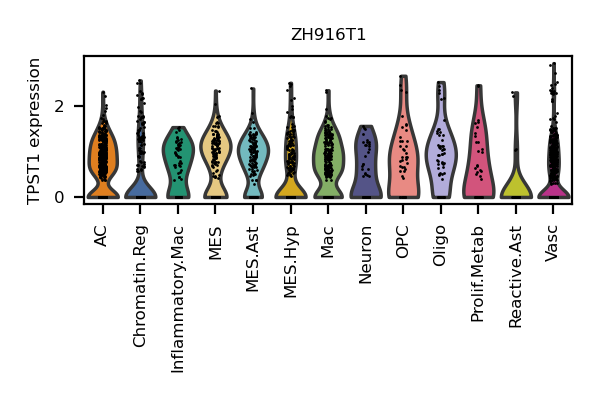 ZH916T1
TPST1 expression
2
0
AC
Chromatin.Reg
Inflammatory.Mac
MES
MES.Ast
MES.Hyp
Mac
Neuron
OPC
Oligo
Prolif.Metab
Reactive.Ast
Vasc